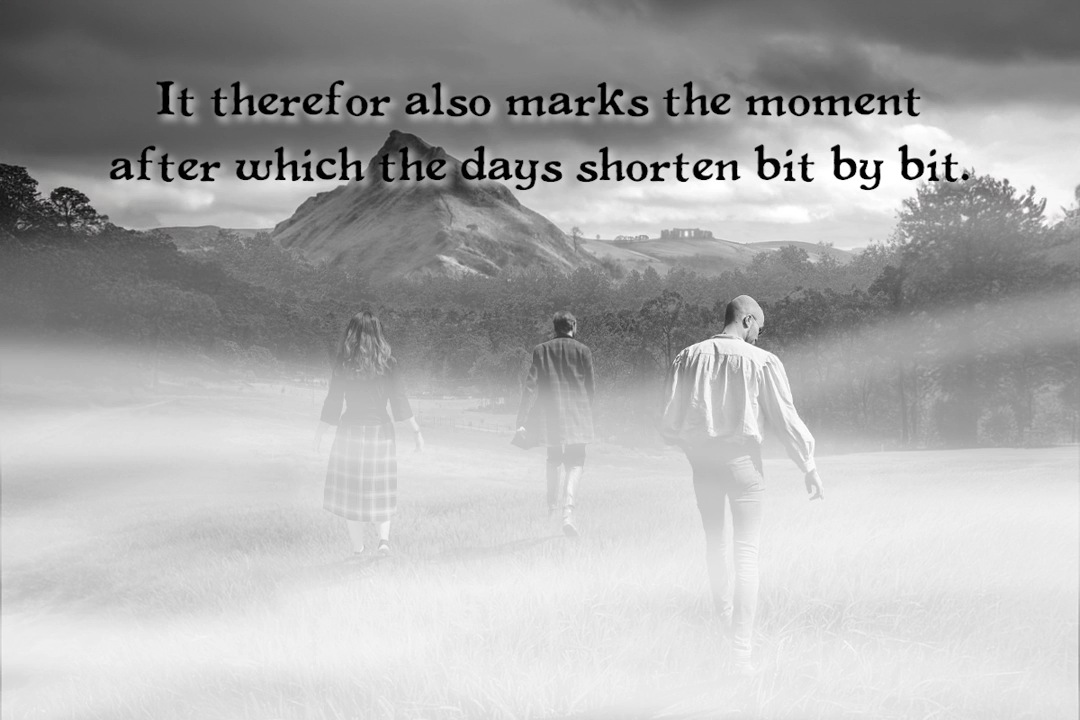 It therefor also marks the moment
after which the days shorten bit by bit.